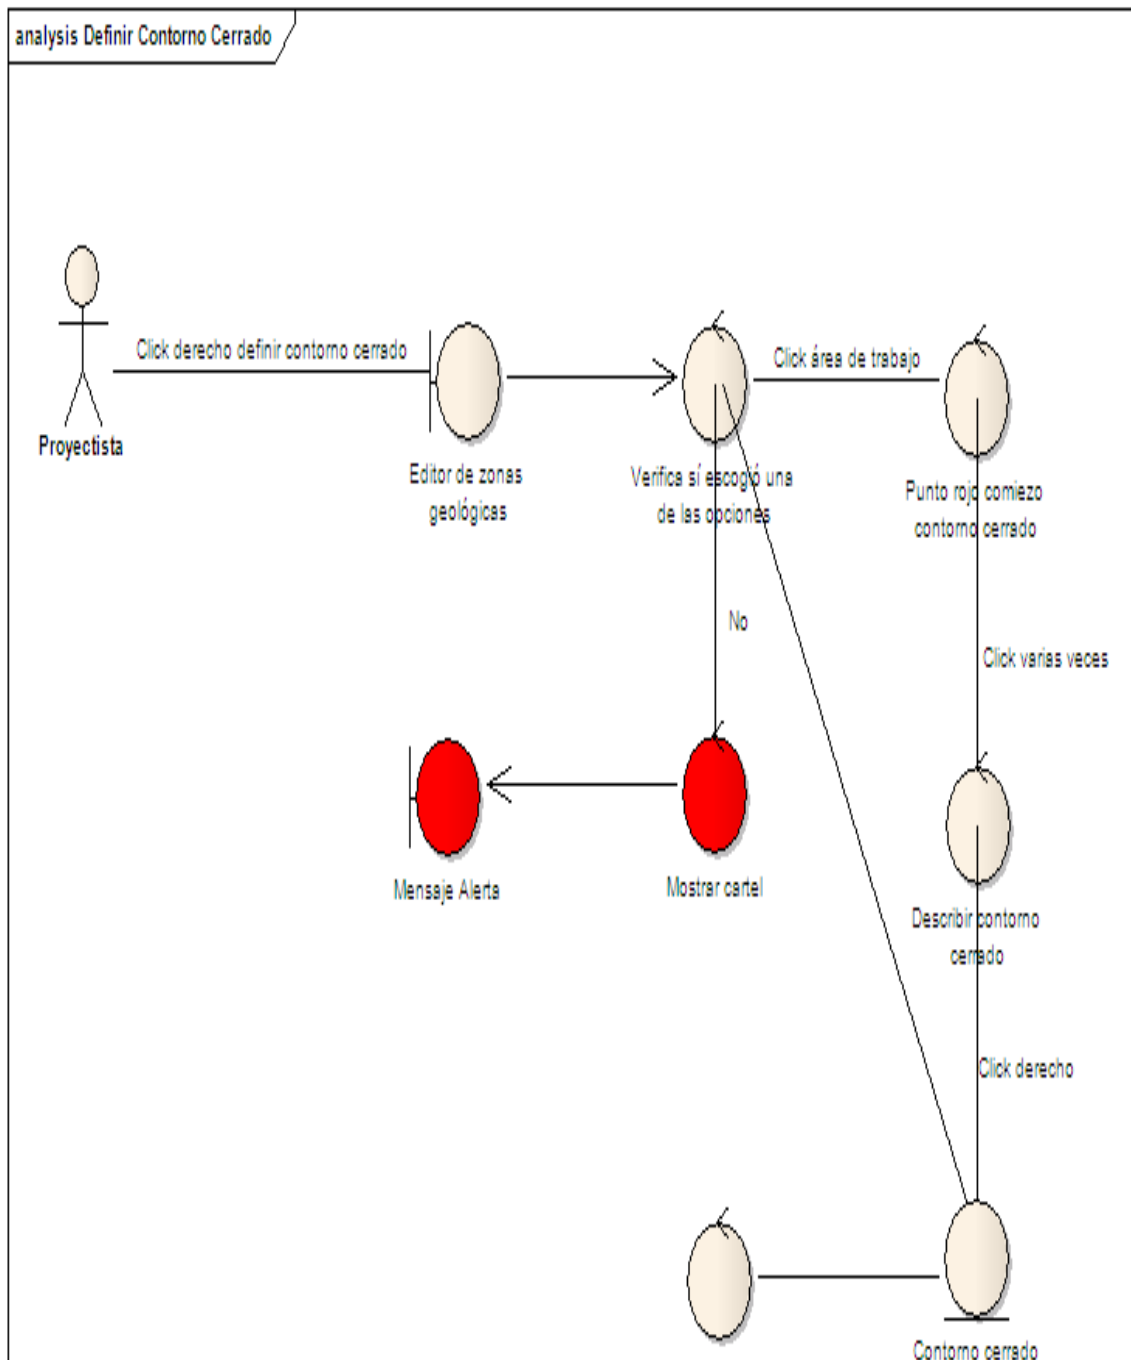 analysis Definir Contorno Cerrado
Click derecho definir contorno cerrado
Click área de trabajo
Proyectista
Editor de zonas
geológicas
Verifica sí escogió una
de las opciones
Punto rojo comiezo
contorno cerrado
No
Click varias veces
Mensaje Alerta
Mostrar cartel
Describir contorno
cerrado
Click derecho
Contorno cerrado